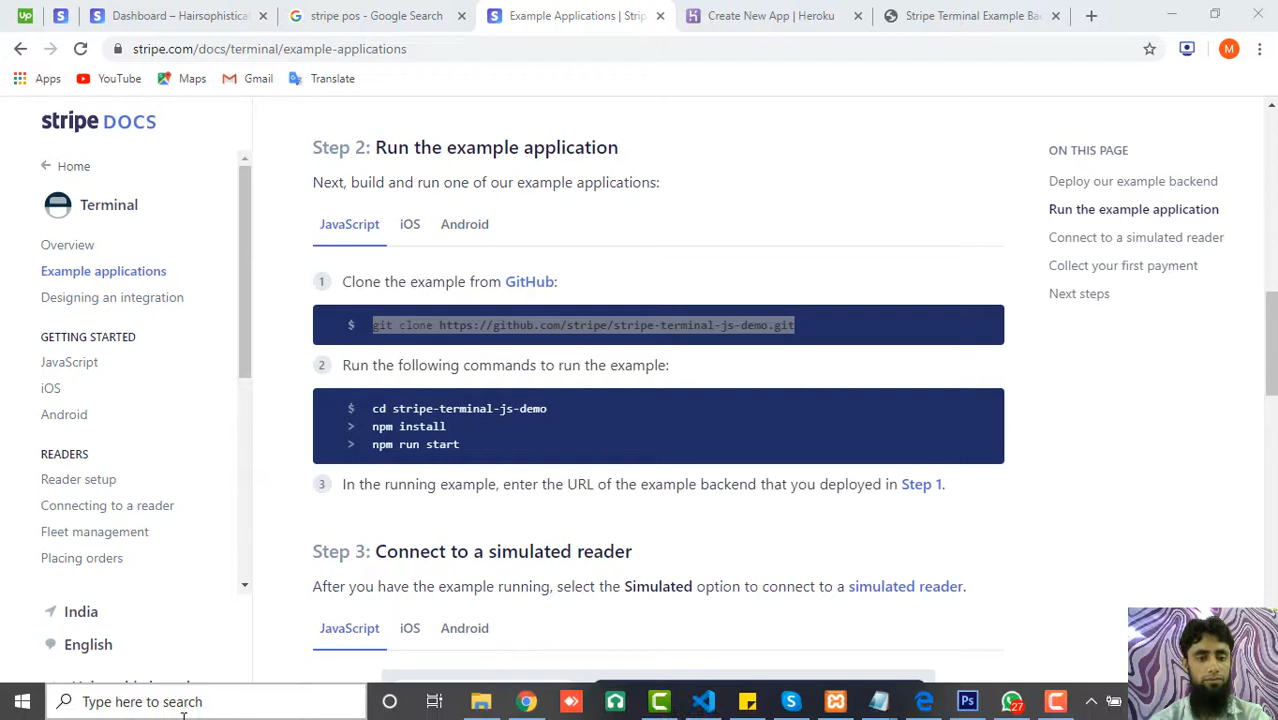 Dashboard – Hairsophistica
stripe pos - Google Search
Example Applications | Strip
Create New App | Heroku
Stripe Terminal Example Ba
stripe.com/docs/terminal/example-applications
M
Apps
YouTube
Maps
Gmail
Translate
stripe DOCS
Home
Terminal
Overview
Example applications
Designing an integration
GETTING STARTED
JavaScript
iOS
Android
READERS
Reader setup
Connecting to a reader
Fleet management
Placing orders
India
English
Step 2: Run the example application
Next, build and run one of our example applications:
JavaScript iOS Android
1 Clone the example from GitHub:
$ git clone https://github.com/stripe/stripe-terminal-js-demo.git
2 Run the following commands to run the example:
$ cd stripe-terminal-js-demo
> npm install
> npm run start
3 In the running example, enter the URL of the example backend that you deployed in Step 1.
Step 3: Connect to a simulated reader
After you have the example running, select the Simulated option to connect to a simulated reader.
JavaScript iOS Android
ON THIS PAGE
Deploy our example backend
Run the example application
Connect to a simulated reader
Collect your first payment
Next steps
Type here to search
27